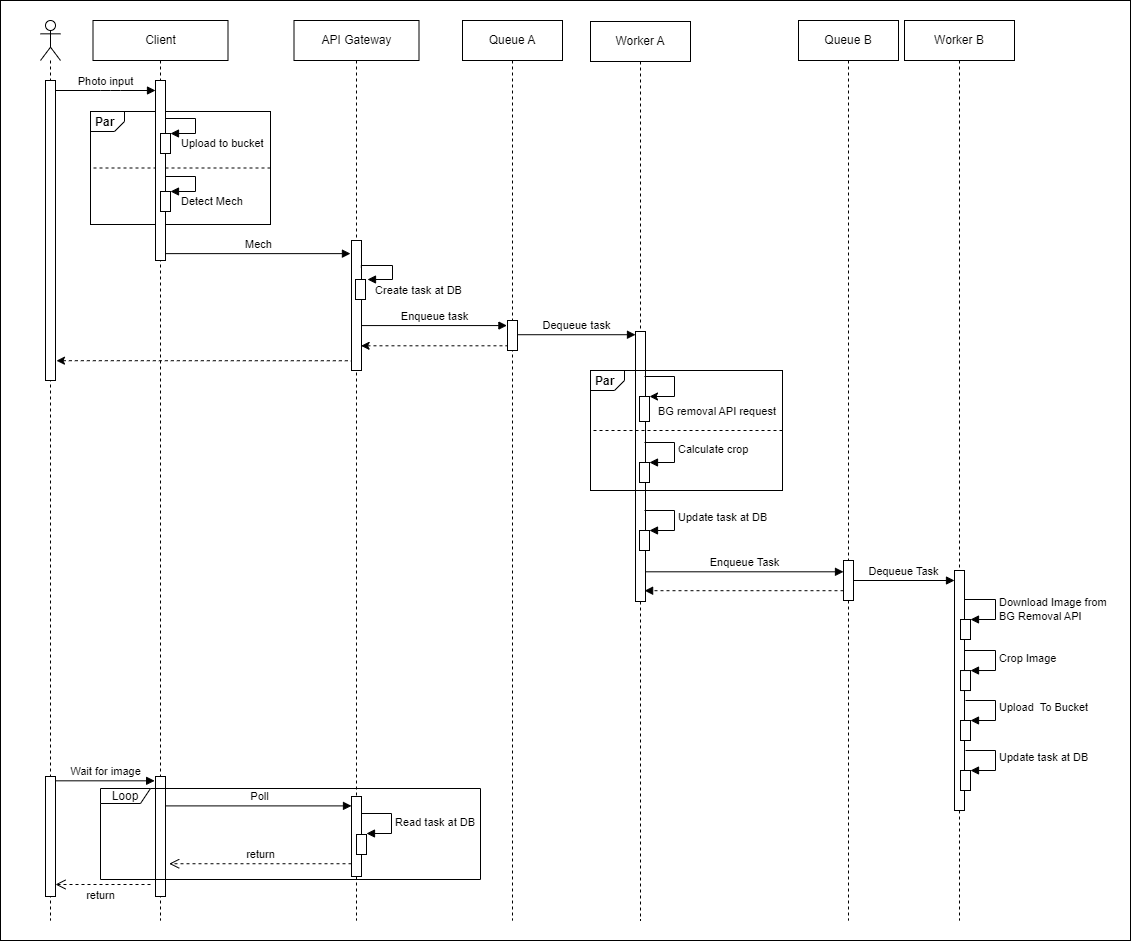 Client
API Gateway
Queue A
Worker A
Queue B
Worker B
Photo input
Par
Upload to bucket
Detect Mech
Mech
Create task at DB
Enqueue task
Dequeue task
Par
BG removal API request
Calculate crop
Update task at DB
Enqueue Task
Dequeue Task
Download Image from
BG Removal API
Crop Image
Upload To Bucket
Update task at DB
Wait for image
Loop
Poll
Read task at DB
return
return